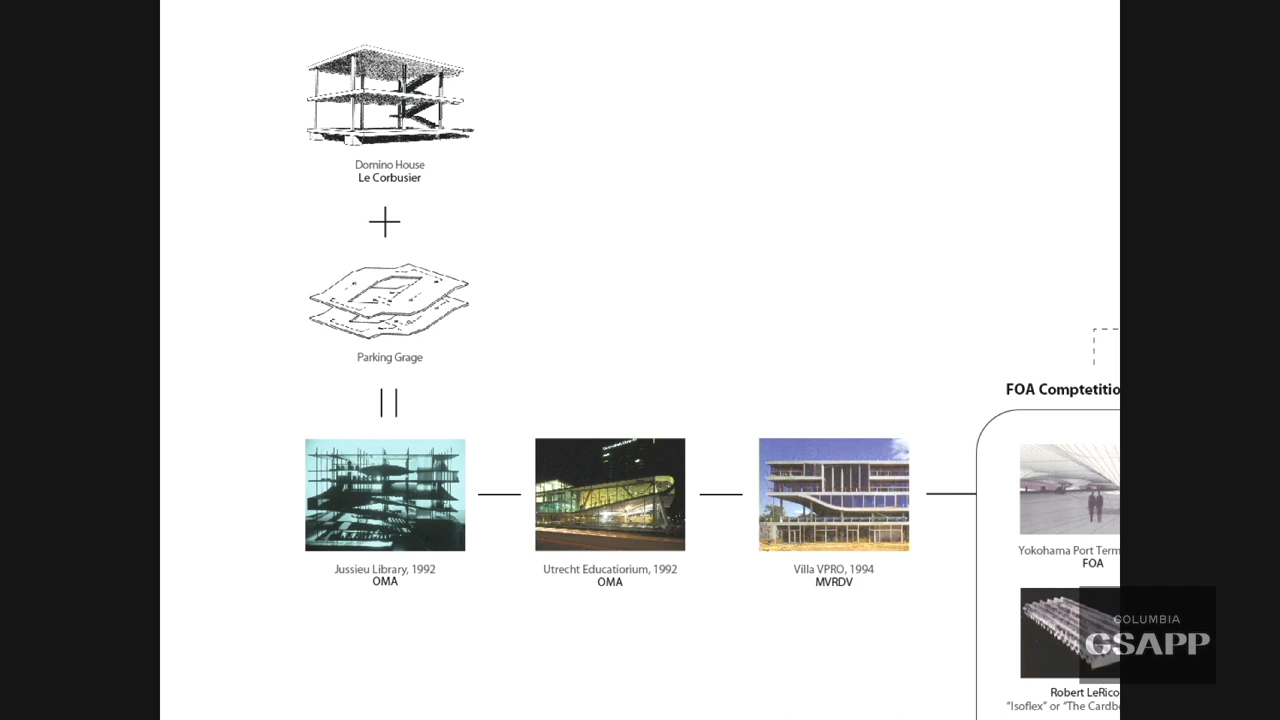 Domino House
Le Corbusier
Parking Grage
Jussieu Library, 1992
OMA
Utrecht Educatiorium, 1992
OMA
Villa VPRO, 1994
MVRDV
FOA Comptetitio
Yokohama Port Term
FOA
Robert LeRico
"Isoflex" or "The Cardb
COLUMBIA
GSAPP